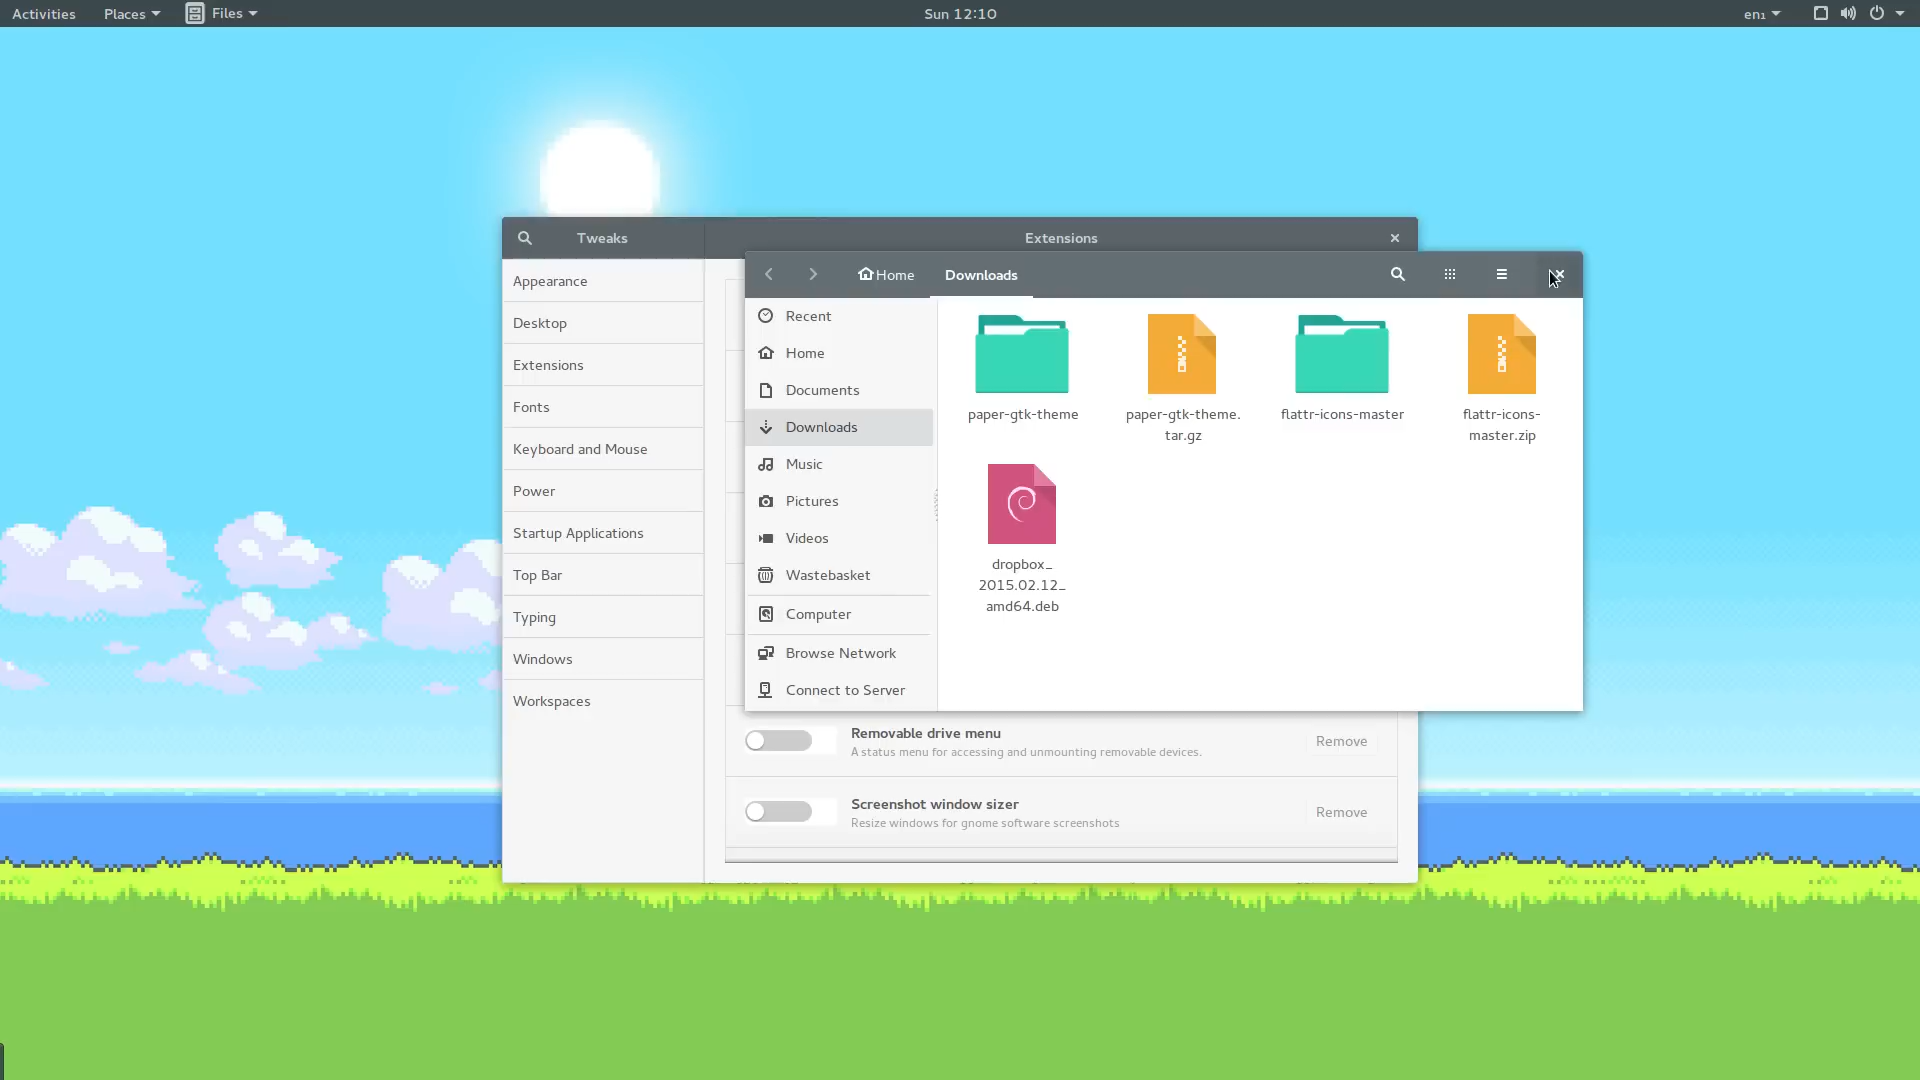 Activities Places Files Sun 12:10 en₁
Tweaks Extensions
Appearance
Desktop
Extensions
Fonts
Keyboard and Mouse
Power
Startup Applications
Top Bar
Typing
Windows
Workspaces
Home Downloads
Recent
Home
Documents
Downloads
Music
Pictures
Videos
Wastebasket
Computer
Browse Network
Connect to Server
paper-gtk-theme
paper-gtk-theme.
tar.gz
flattr-icons-master
flattr-icons-
master.zip
dropbox_
2015.02.12_
amd64.deb
Removable drive menu
A status menu for accessing and unmounting removable devices.
Remove
Screenshot window sizer
Resize windows for gnome software screenshots
Remove